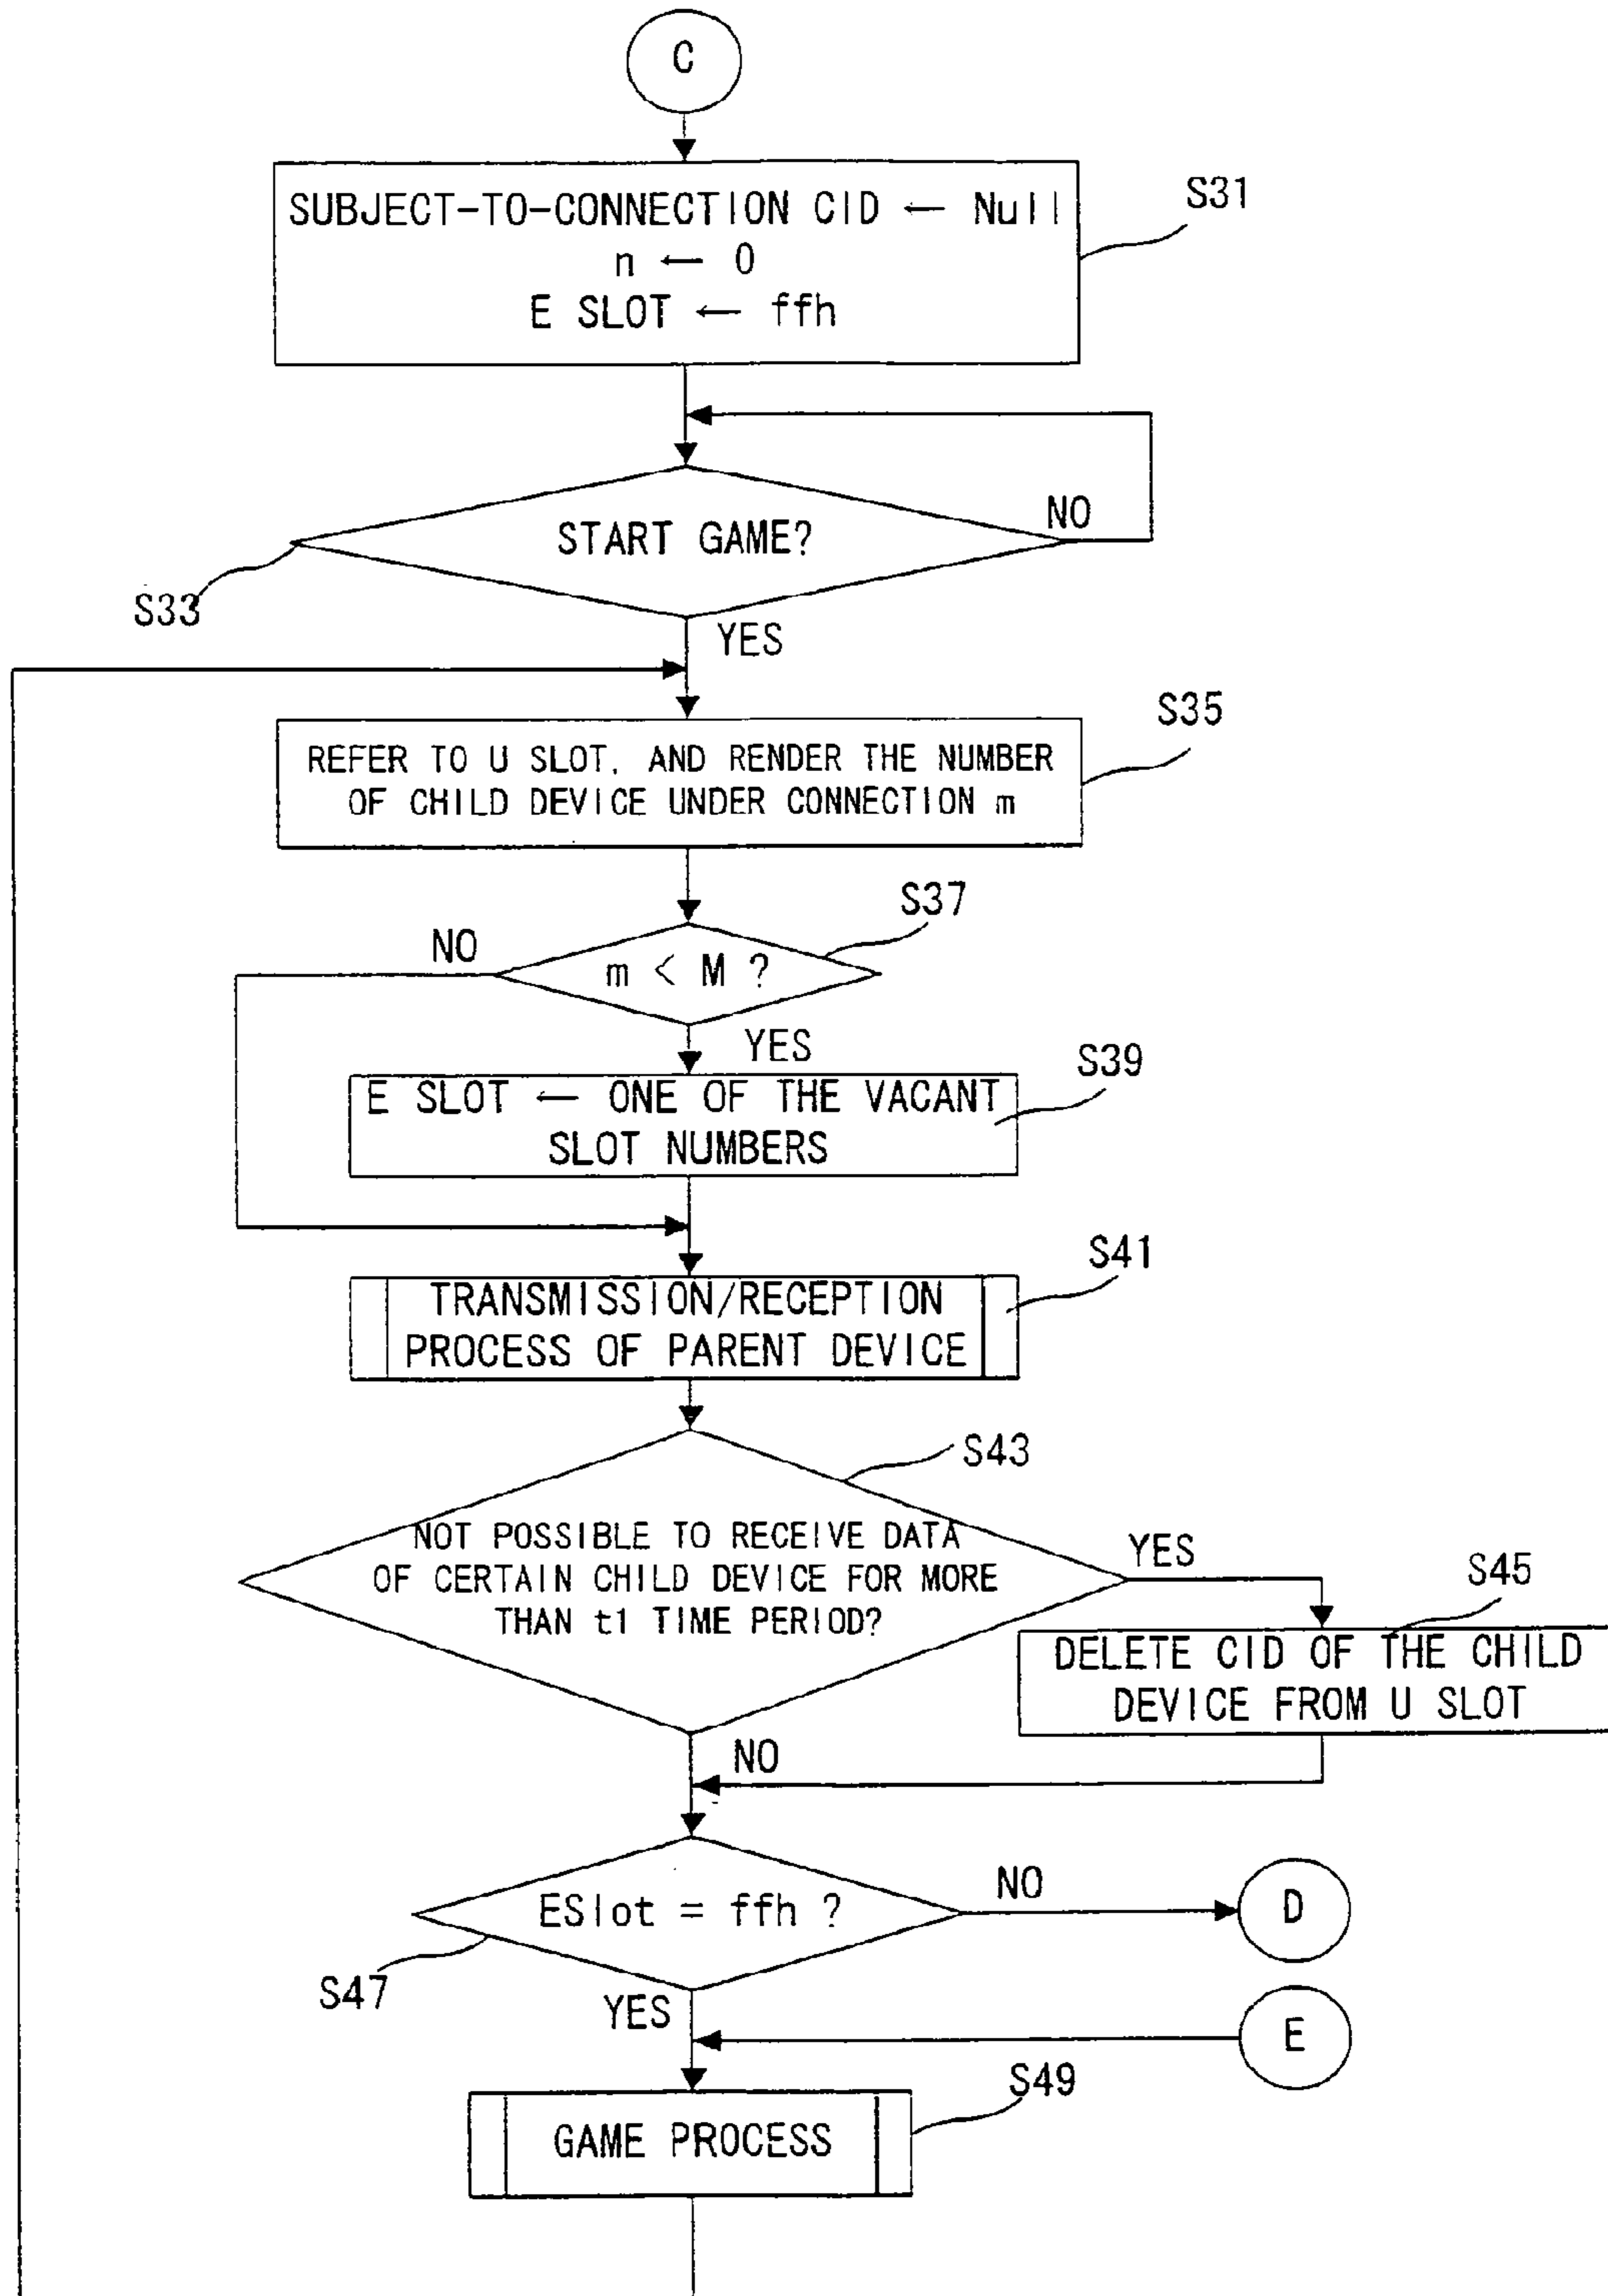 C
SUBJECT-TO-CONNECTION CID ← Null
n ← 0
E SLOT ← ffh
S31
START GAME?
NO
S33
YES
REFER TO U SLOT, AND RENDER THE NUMBER
OF CHILD DEVICE UNDER CONNECTION m
S35
S37
NO
m < M ?
YES
S39
E SLOT ← ONE OF THE VACANT
SLOT NUMBERS
S41
TRANSMISSION/RECEPTION
PROCESS OF PARENT DEVICE
S43
NOT POSSIBLE TO RECEIVE DATA
OF CERTAIN CHILD DEVICE FOR MORE
THAN t1 TIME PERIOD?
YES
S45
DELETE CID OF THE CHILD
DEVICE FROM U SLOT
NO
ESlot = ffh ?
NO
D
S47
YES
E
S49
GAME PROCESS